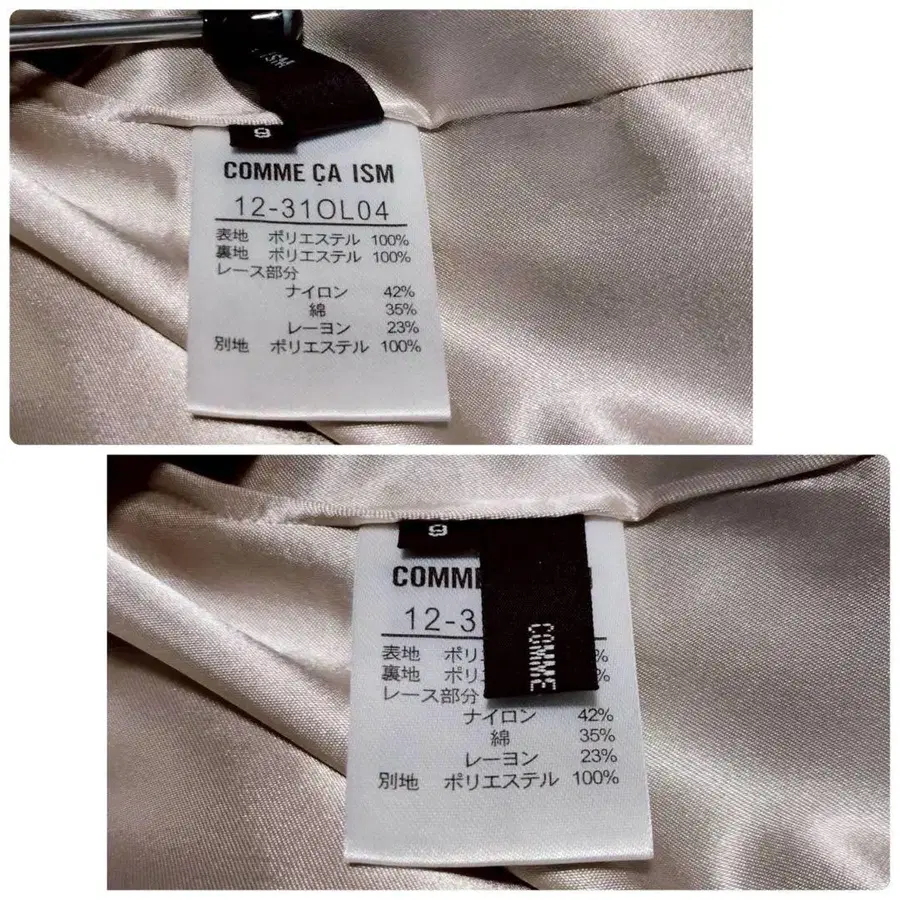 ISM
9
COMME ÇA ISM
12-31OL04
表地 ポリエステル 100%
裏地 ポリエステル 100%
レース部分
ナイロン 42%
綿 35%
レーヨン 23%
別地 ポリエステル 100%
9
COMM
12-3
COMME
表地 ポリエ %
裏地 ポリエ %
レース部分
ナイロン 42%
綿 35%
レーヨン 23%
別地 ポリエステル 100%